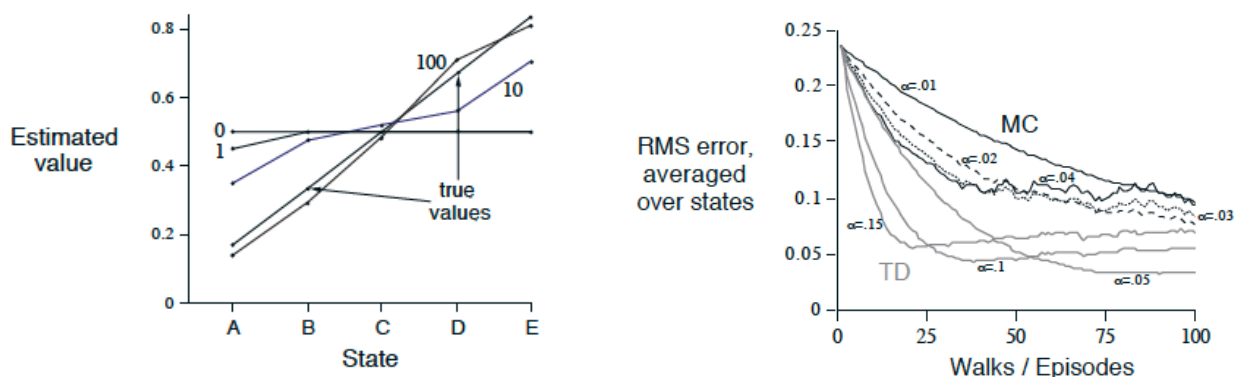 0.8
0.6
0.4
0.2
0
Estimated
value
0
1
100
10
true
values
A
B
C
D
E
State
0.25
0.2
0.15
0.1
0.05
0
RMS error,
averaged
over states
α=.01
MC
α=.02
α=.04
α=.03
α=.15
TD
α=.1
α=.05
0
25
50
75
100
Walks / Episodes